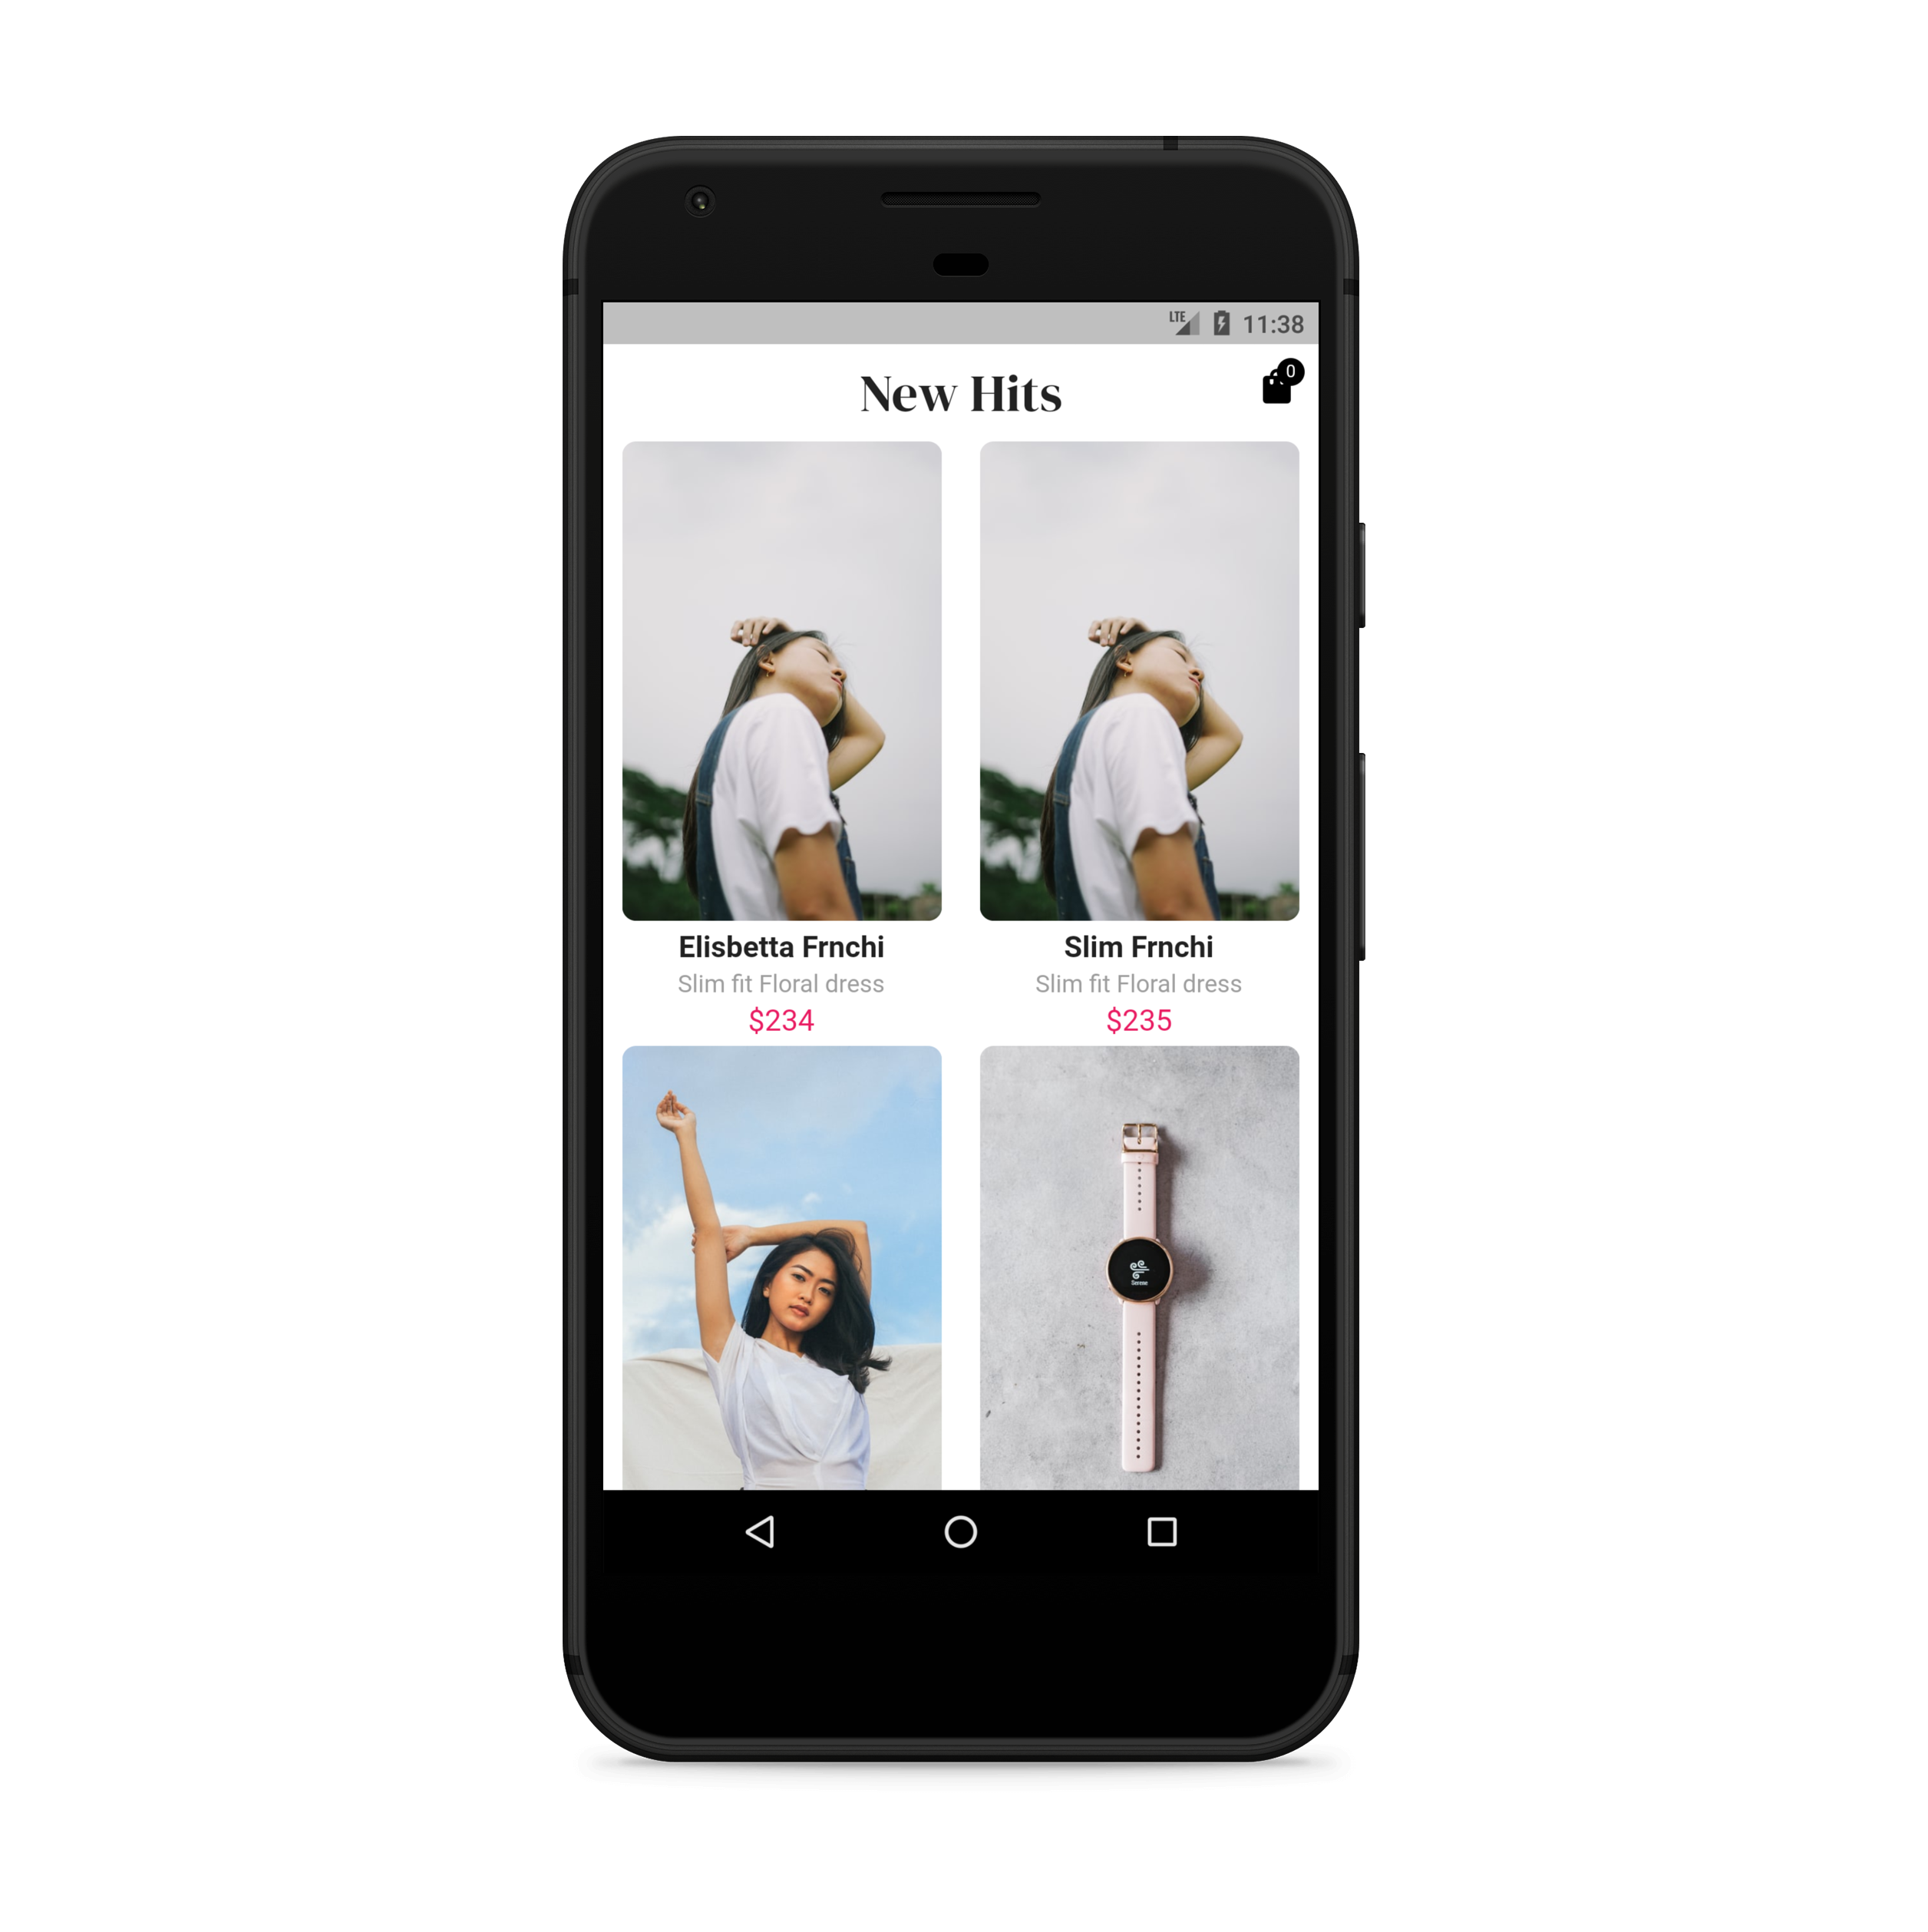 LTE 11:38
New Hits
0
Elisbetta Frnchi
Slim Frnchi
Slim fit Floral dress
Slim fit Floral dress
$234
$235
Serene